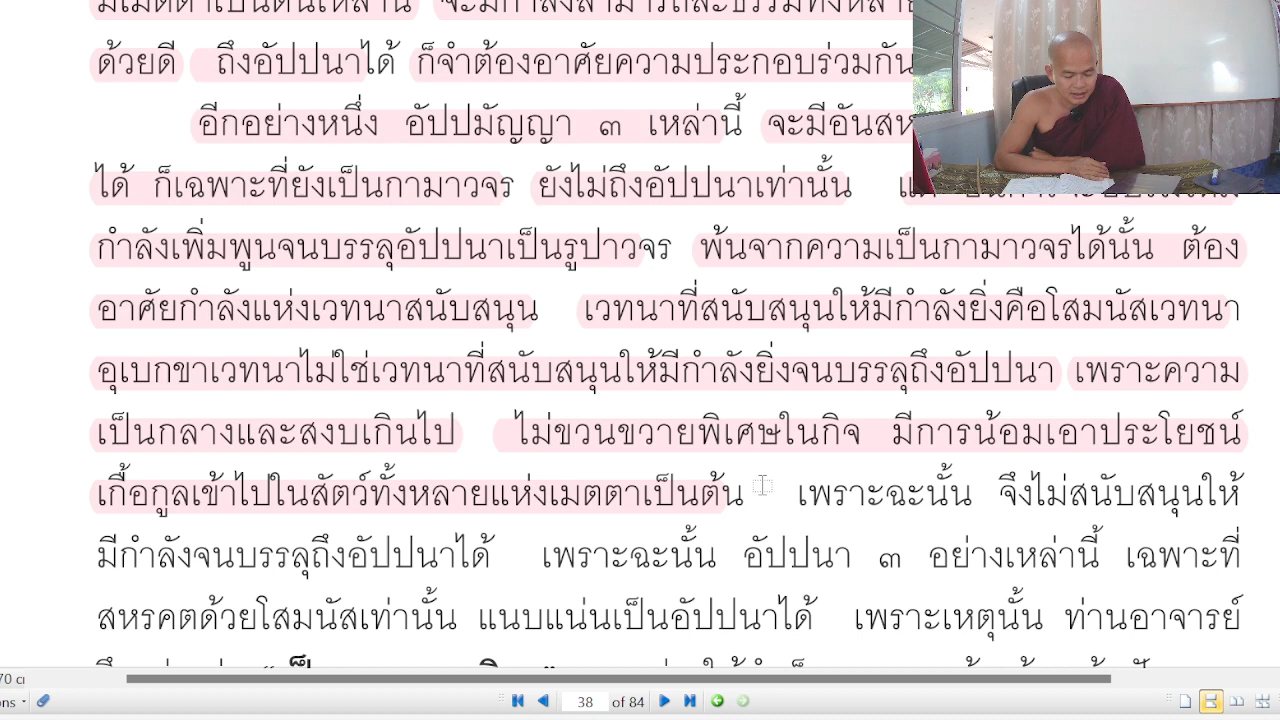 ด้วยดี ถึงอัปปนาได้ ก็จำต้องอาศัยความประกอบร่วมกัน
อีกอย่างหนึ่ง อัปปมัญญา ๓ เหล่านี้
ได้ ก็เฉพาะที่ยังเป็นกามาวจร ยังไม่ถึงอัปปนาเท่านั้น
กำลังเพิ่มพูนจนบรรลุอัปปนาเป็นรูปาวจร พ้นจากความเป็นกามาวจรได้นั้น ต้อง
อาศัยกำลังแห่งเวทนาสนับสนุน เวทนาที่สนับสนุนให้มีกำลังยิ่งคือโสมนัสเวทนา
อุเบกขาเวทนาไม่ใช่เวทนาที่สนับสนุนให้มีกำลังยิ่งจนบรรลุถึงอัปปนา เพราะความ
เป็นกลางและสงบเกินไป ไม่ขวนขวายพิเศษในกิจ มีการน้อมเอาประโยชน์
เกื้อกูลเข้าไปในสัตว์ทั้งหลายแห่งเมตตาเป็นต้น เพราะฉะนั้น จึงไม่สนับสนุนให้
มีกำลังจนบรรลุถึงอัปปนาได้ เพราะฉะนั้น อัปปนา ๓ อย่างเหล่านี้ เฉพาะที่
สหรคตด้วยโสมนัสเท่านั้น แนบแน่นเป็นอัปปนาได้ เพราะเหตุนั้น ท่านอาจารย์
38 of 84